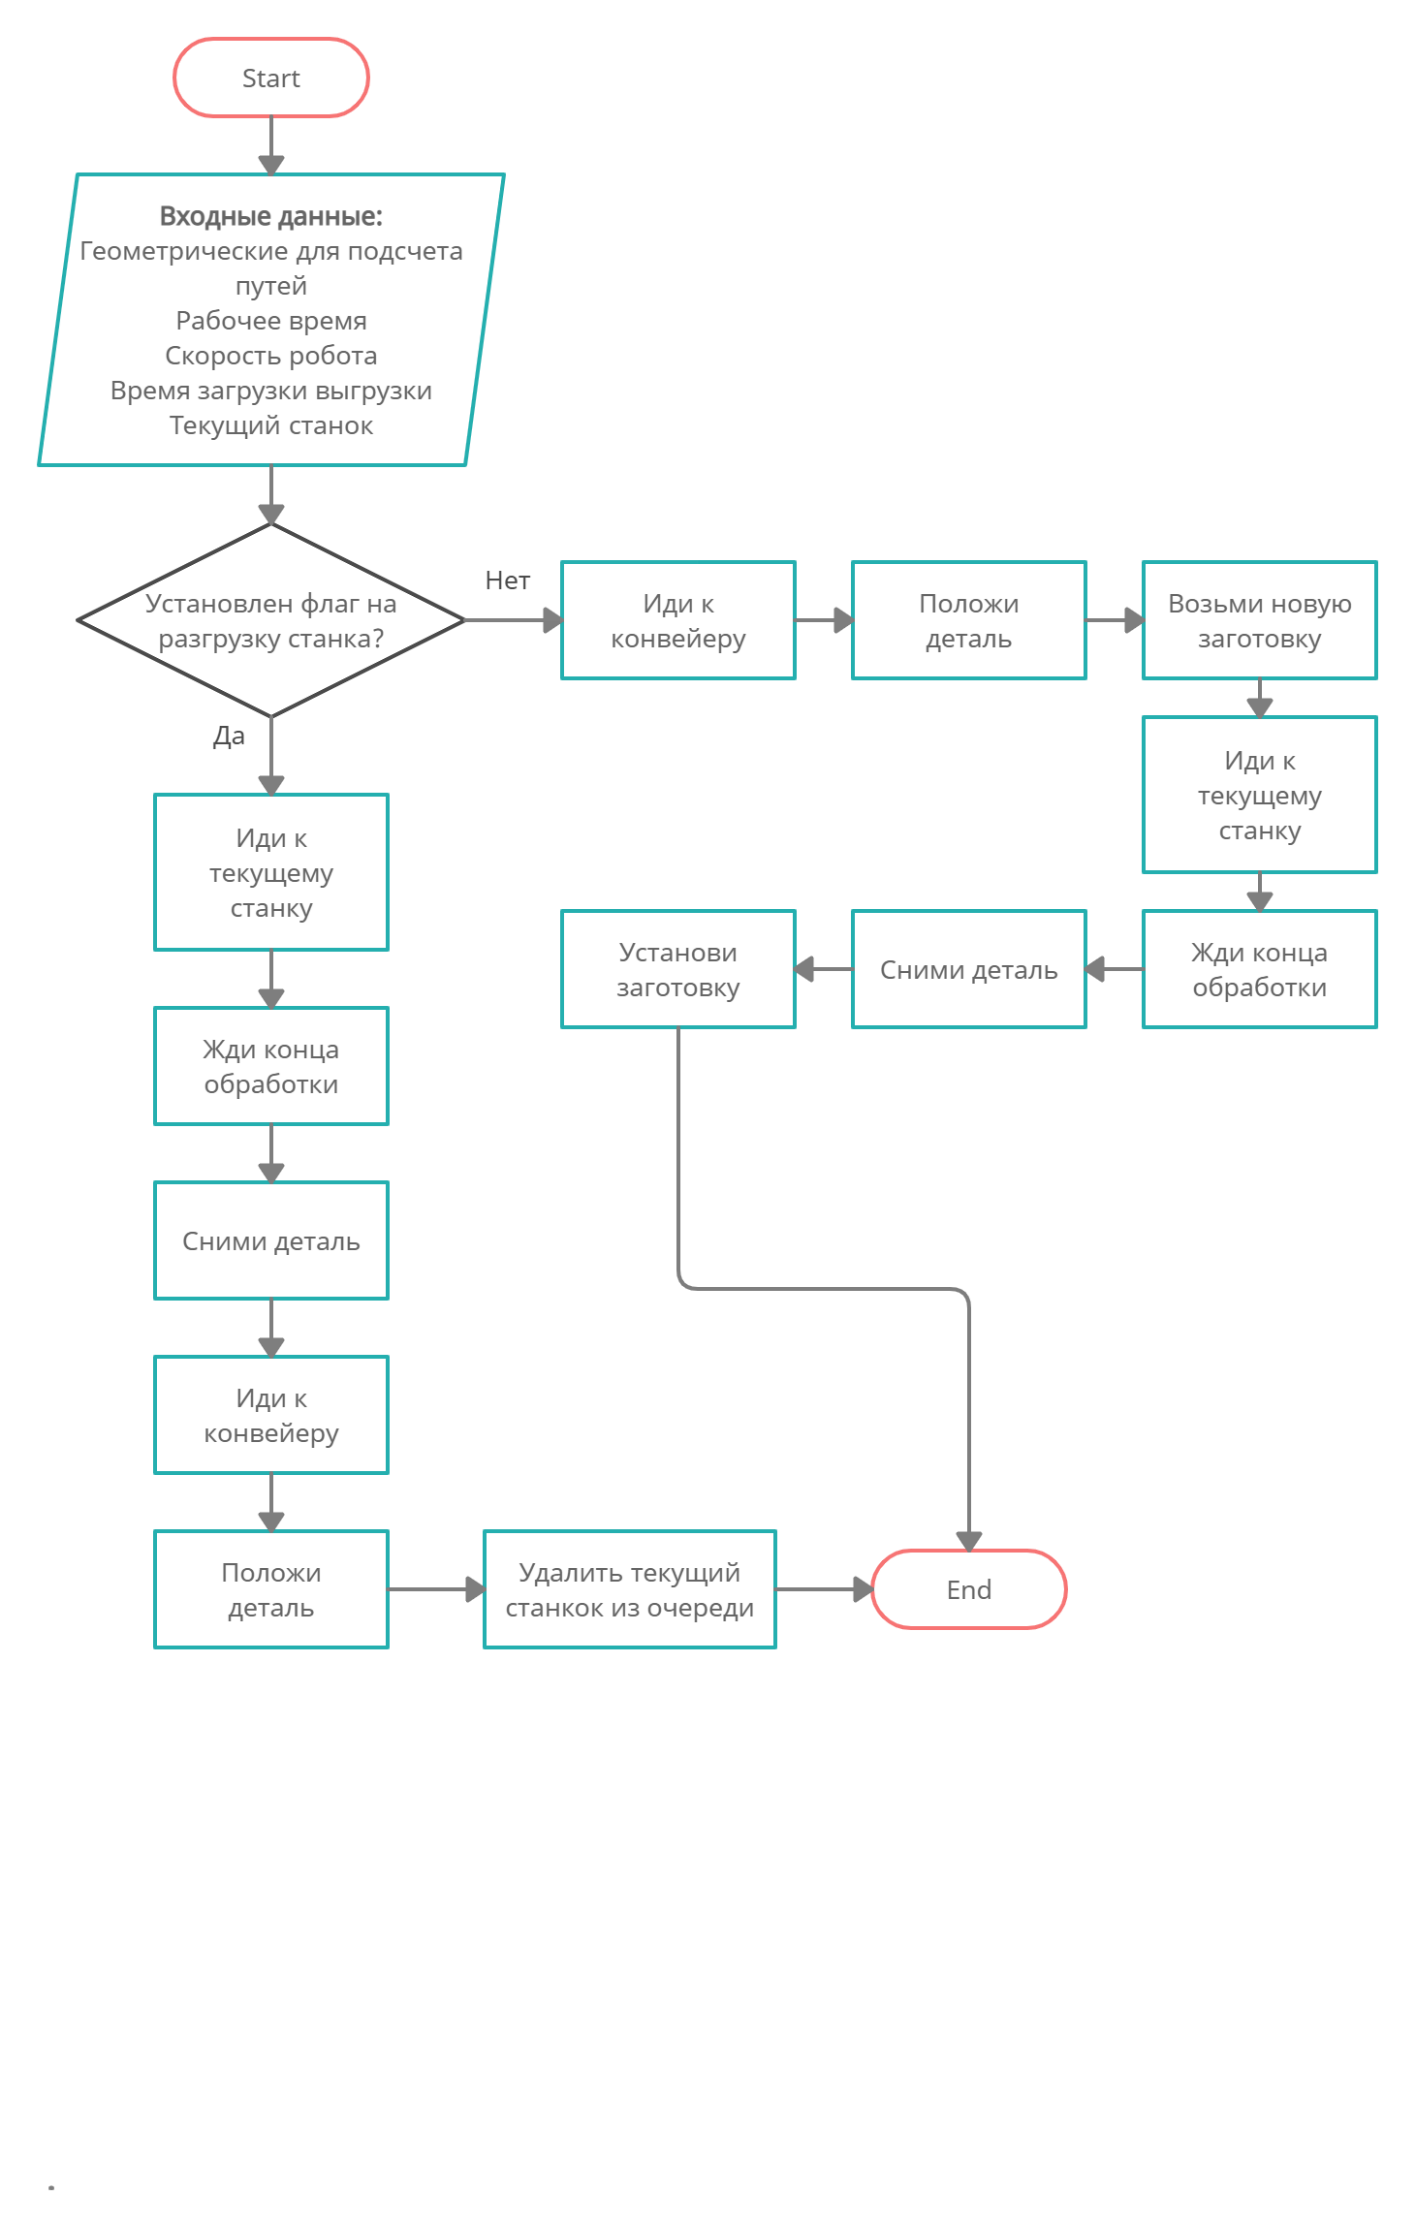 Start
Входные данные:
Геометрические для подсчета
путей
Рабочее время
Скорость робота
Время загрузки выгрузки
Текущий станок
Установлен флаг на
разгрузку станка?
Нет
Иди к
конвейеру
Положи
деталь
Возьми новую
заготовку
Да
Иди к
текущему
станку
Иди к
текущему
станку
Установи
заготовку
Сними деталь
Жди конца
обработки
Жди конца
обработки
Сними деталь
Иди к
конвейеру
Положи
деталь
Удалить текущий
станкок из очереди
End